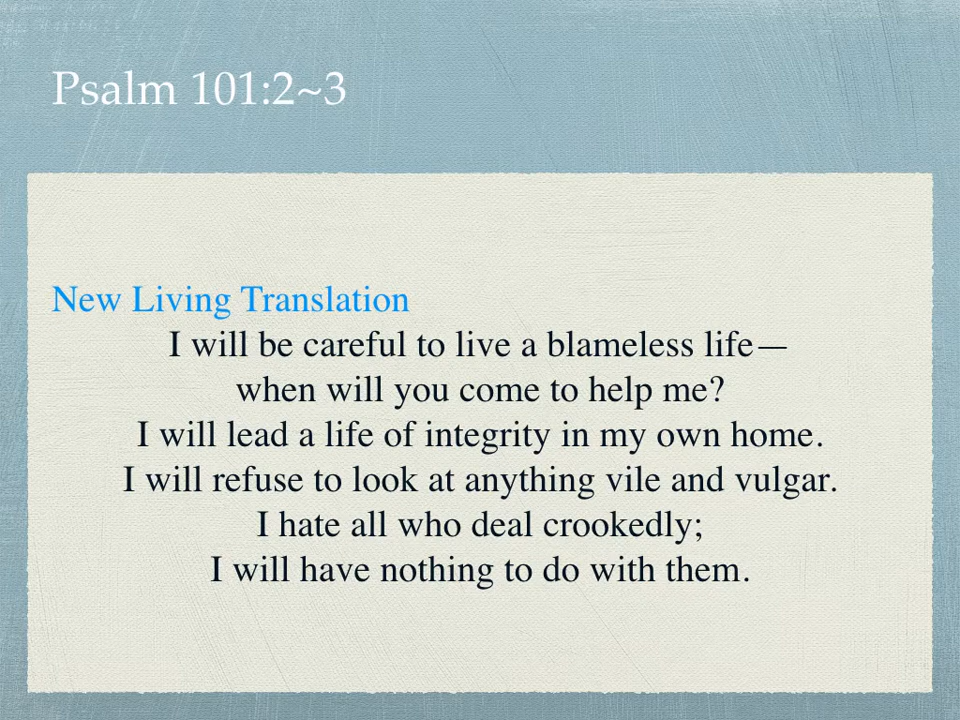 Psalm 101:2~3
New Living Translation
I will be careful to live a blameless life—
when will you come to help me?
I will lead a life of integrity in my own home.
I will refuse to look at anything vile and vulgar.
I hate all who deal crookedly;
I will have nothing to do with them.